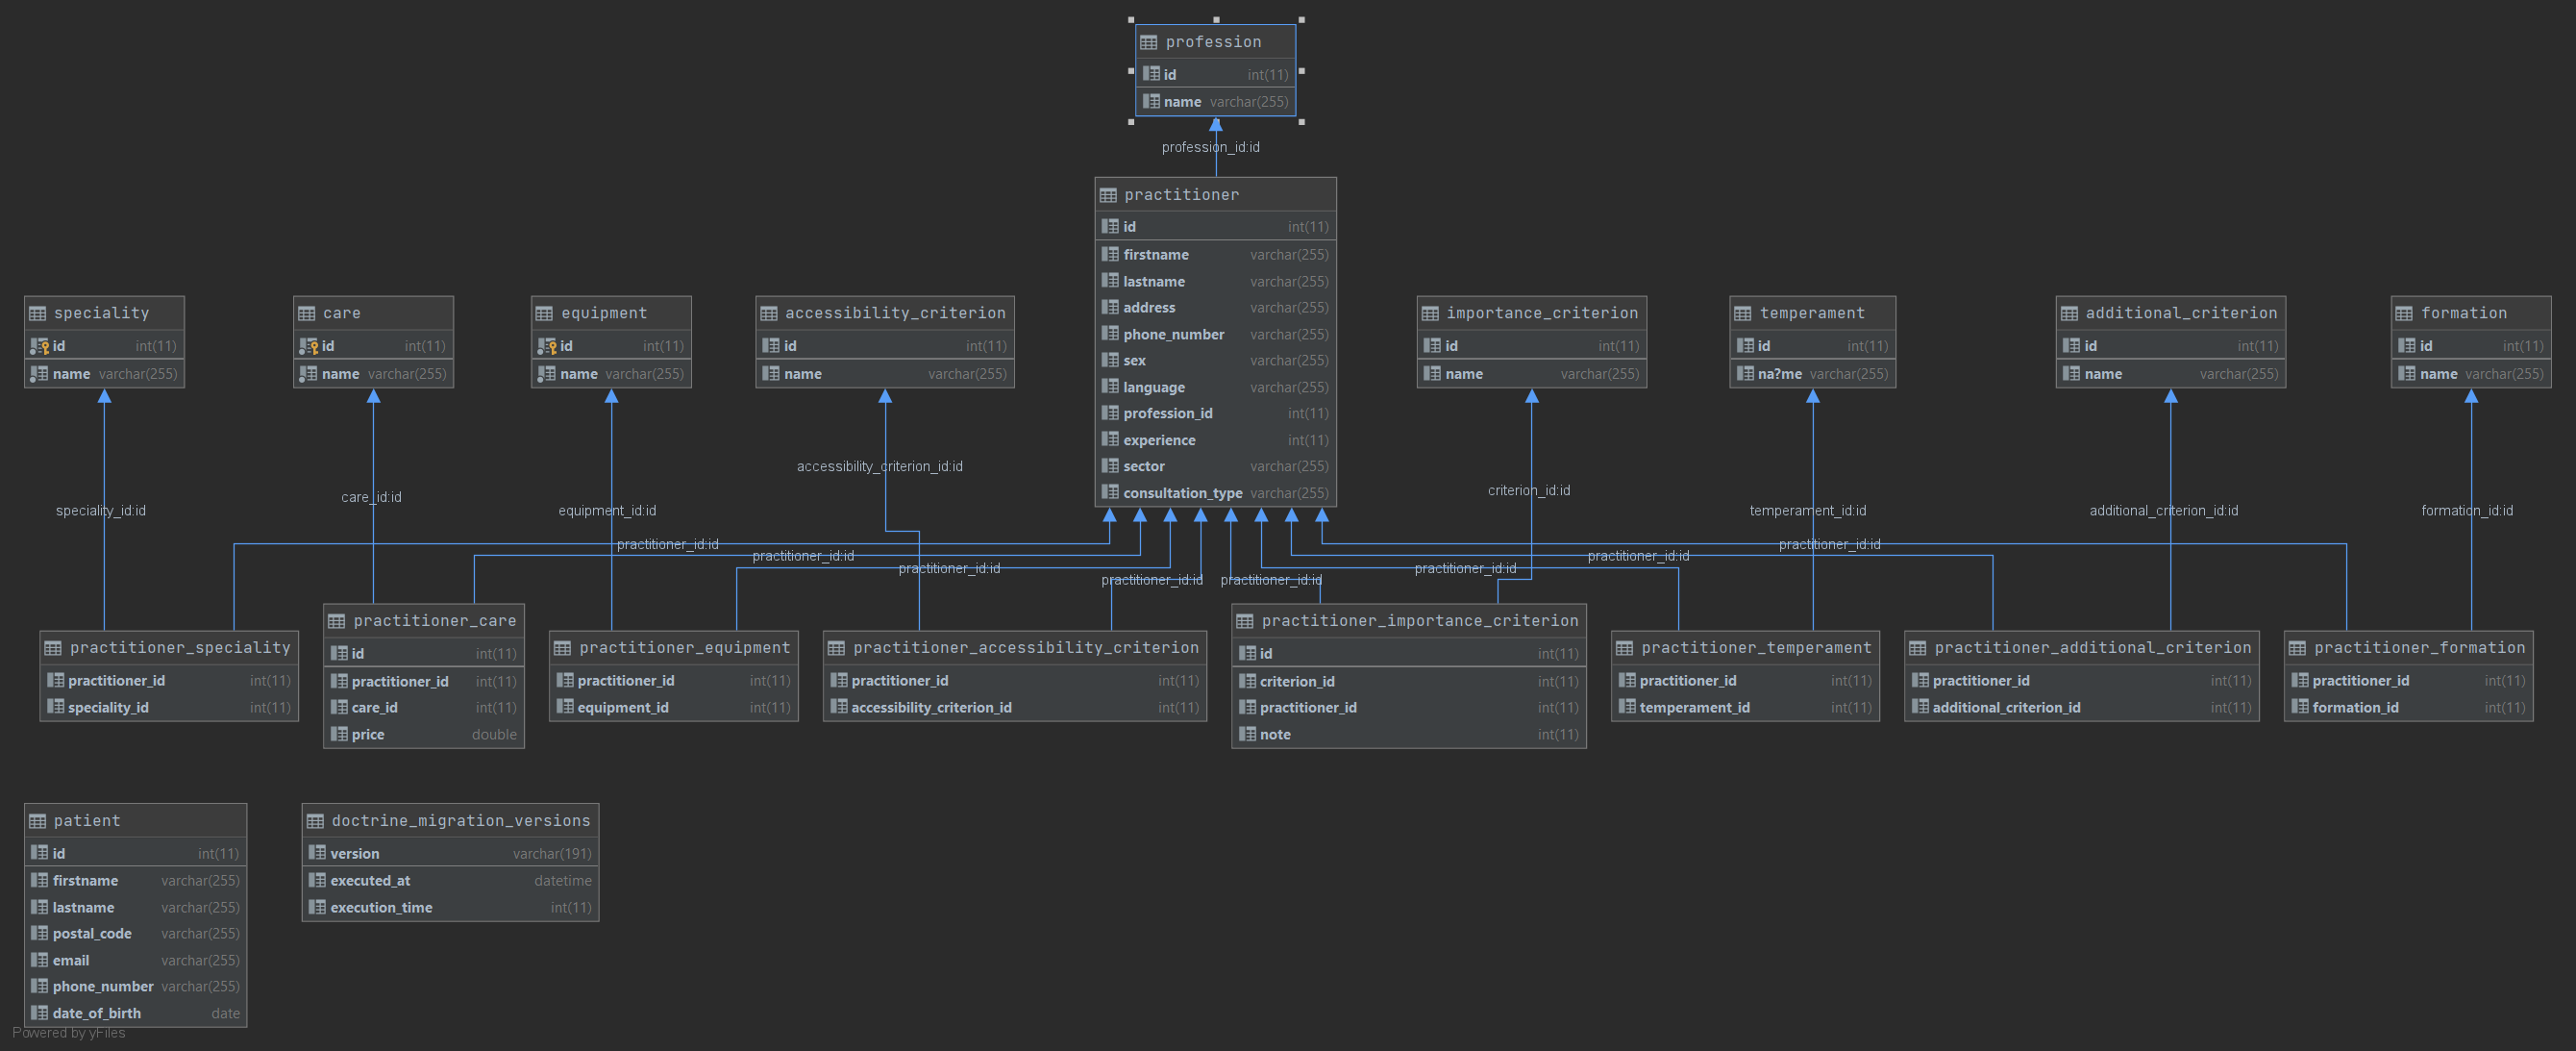 profession
id int(11)
name varchar(255)
profession_id:id
practitioner
id int(11)
firstname varchar(255)
lastname varchar(255)
address varchar(255)
phone_number varchar(255)
sex varchar(255)
language varchar(255)
profession_id int(11)
experience int(11)
sector varchar(255)
consultation_type varchar(255)
speciality
id int(11)
name varchar(255)
care
id int(11)
name varchar(255)
equipment
id int(11)
name varchar(255)
accessibility_criterion
id int(11)
name varchar(255)
importance_criterion
id int(11)
name varchar(255)
temperament
id int(11)
na?me varchar(255)
additional_criterion
id int(11)
name varchar(255)
formation
id int(11)
name varchar(255)
speciality_id:id
care_id:id
equipment_id:id
accessibility_criterion_id:id
criterion_id:id
temperament_id:id
additional_criterion_id:id
formation_id:id
practitioner_id:id
practitioner_id:id
practitioner_id:id
practitioner_id:id
practitioner_id:id
practitioner_id:id
practitioner_id:id
practitioner_id:id
practitioner_speciality
practitioner_id int(11)
speciality_id int(11)
practitioner_care
id int(11)
practitioner_id int(11)
care_id int(11)
price double
practitioner_equipment
practitioner_id int(11)
equipment_id int(11)
practitioner_accessibility_criterion
practitioner_id int(11)
accessibility_criterion_id int(11)
practitioner_importance_criterion
id int(11)
criterion_id int(11)
practitioner_id int(11)
note int(11)
practitioner_temperament
practitioner_id int(11)
temperament_id int(11)
practitioner_additional_criterion
practitioner_id int(11)
additional_criterion_id int(11)
practitioner_formation
practitioner_id int(11)
formation_id int(11)
patient
id int(11)
firstname varchar(255)
lastname varchar(255)
postal_code varchar(255)
email varchar(255)
phone_number varchar(255)
date_of_birth date
doctrine_migration_versions
version varchar(191)
executed_at datetime
execution_time int(11)
Powered by yFiles